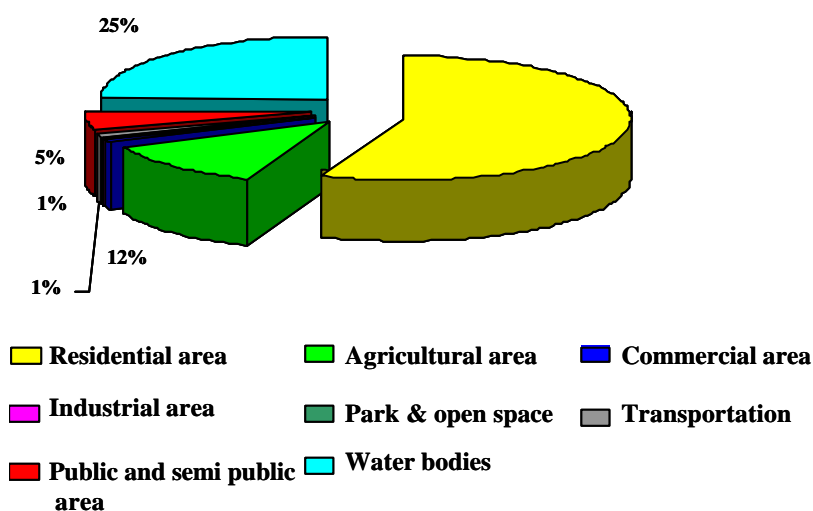 25%
5%
1%
12%
1%
Residential area
Agricultural area
Commercial area
Industrial area
Park & open space
Transportation
Public and semi public
area
Water bodies